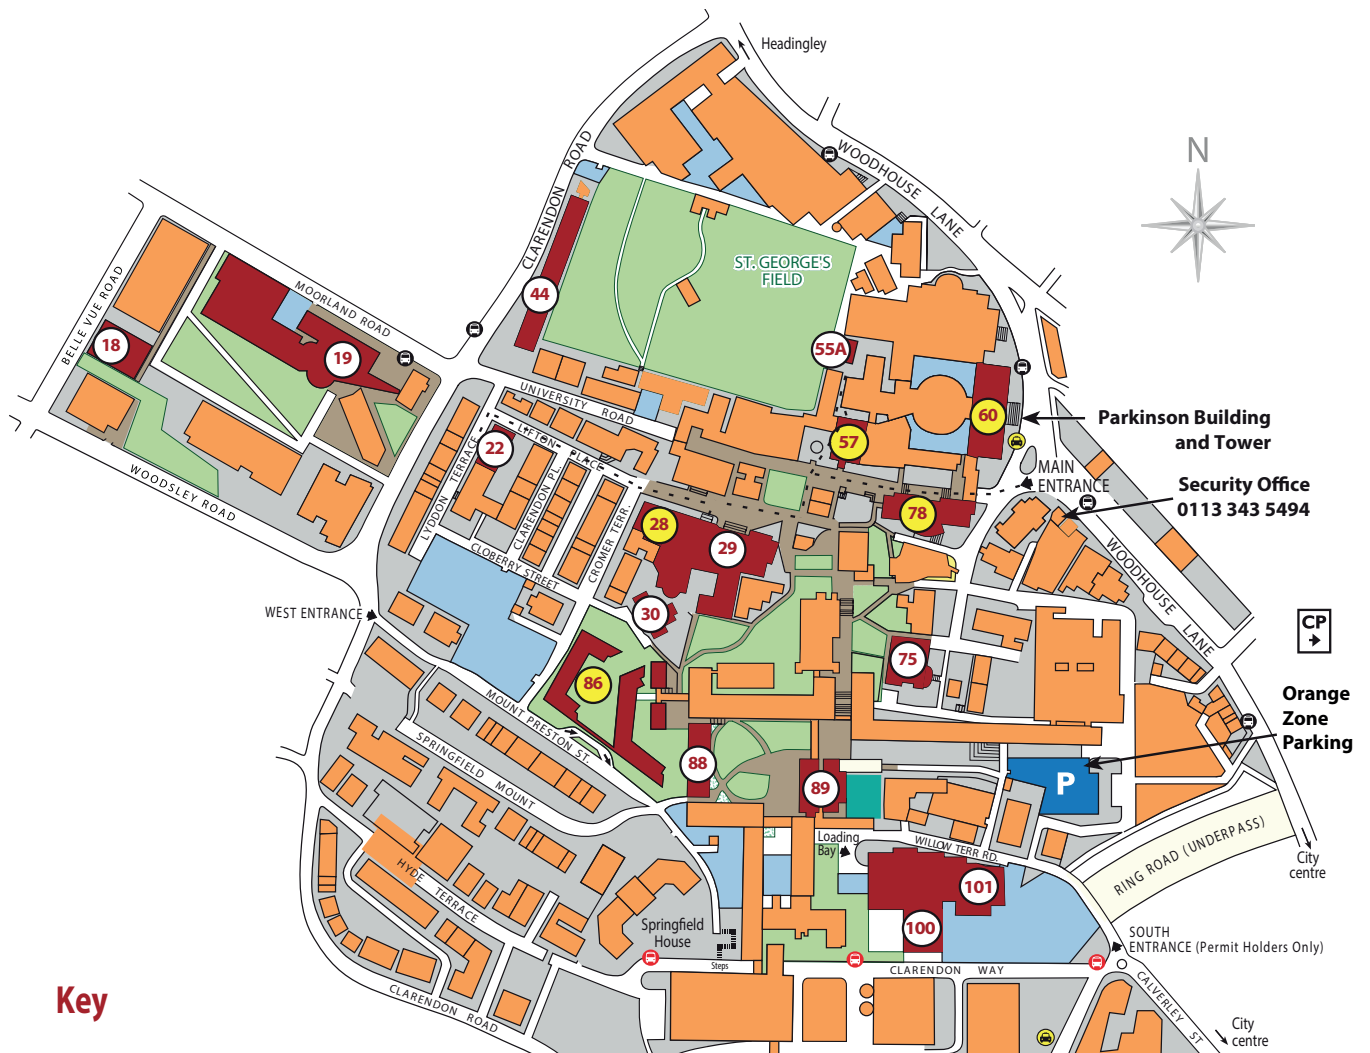 Headingley
WOODHOUSE LANE
N
CLARENDON ROAD
ST. GEORGE'S
FIELD
BELLE VUE ROAD
MOORLAND ROAD
44
18
19
55A
UNIVERSITY ROAD
60
Parkinson Building
and Tower
57
22
LIFTON PLACE
LYDDON TERRACE
CLARENDON PL.
MAIN
ENTRANCE
Security Office
0113 343 5494
WOODSLEY ROAD
78
28
29
CROMER TERR.
CLOBERRY STREET
WOODHOUSE LANE
WEST ENTRANCE
30
CP
75
86
Orange
Zone
Parking
MOUNT PRESTON ST.
SPRINGFIELD MOUNT
88
89
P
Loading
Bay
WILLOW TERR RD.
RING ROAD (UNDERPASS)
City
centre
HYDE TERRACE
101
100
Springfield
House
SOUTH
ENTRANCE (Permit Holders Only)
Steps
CLARENDON WAY
CALVERLEY ST
Key
CLARENDON ROAD
City
centre